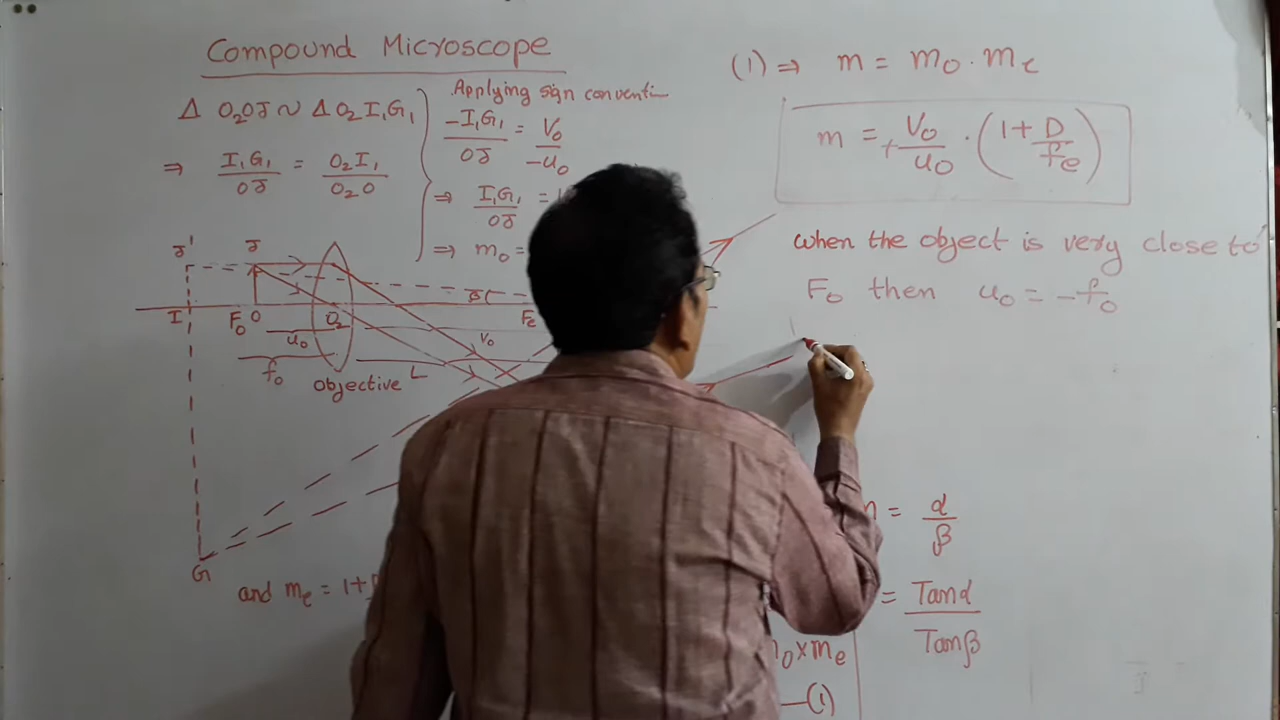 Compound Microscope
Δ O₂OJ ~ Δ O₂I₁G₁
⇒ I₁G₁/OJ = O₂I₁/O₂O
Applying sign conventi
-I₁G₁/OJ = V₀/-u₀
⇒ I₁G₁/OJ =
⇒ m₀ =
J' J
I F₀ O O₂ β Fe
u₀ V₀
f₀ objective L
G
and me = 1+
(1) ⇒ m = m₀ . me
m = + V₀/u₀ . (1 + D/fe)
when the object is very close to
F₀ then u₀ = -f₀
= α/β
= Tanα/Tanβ
×me
—(1)